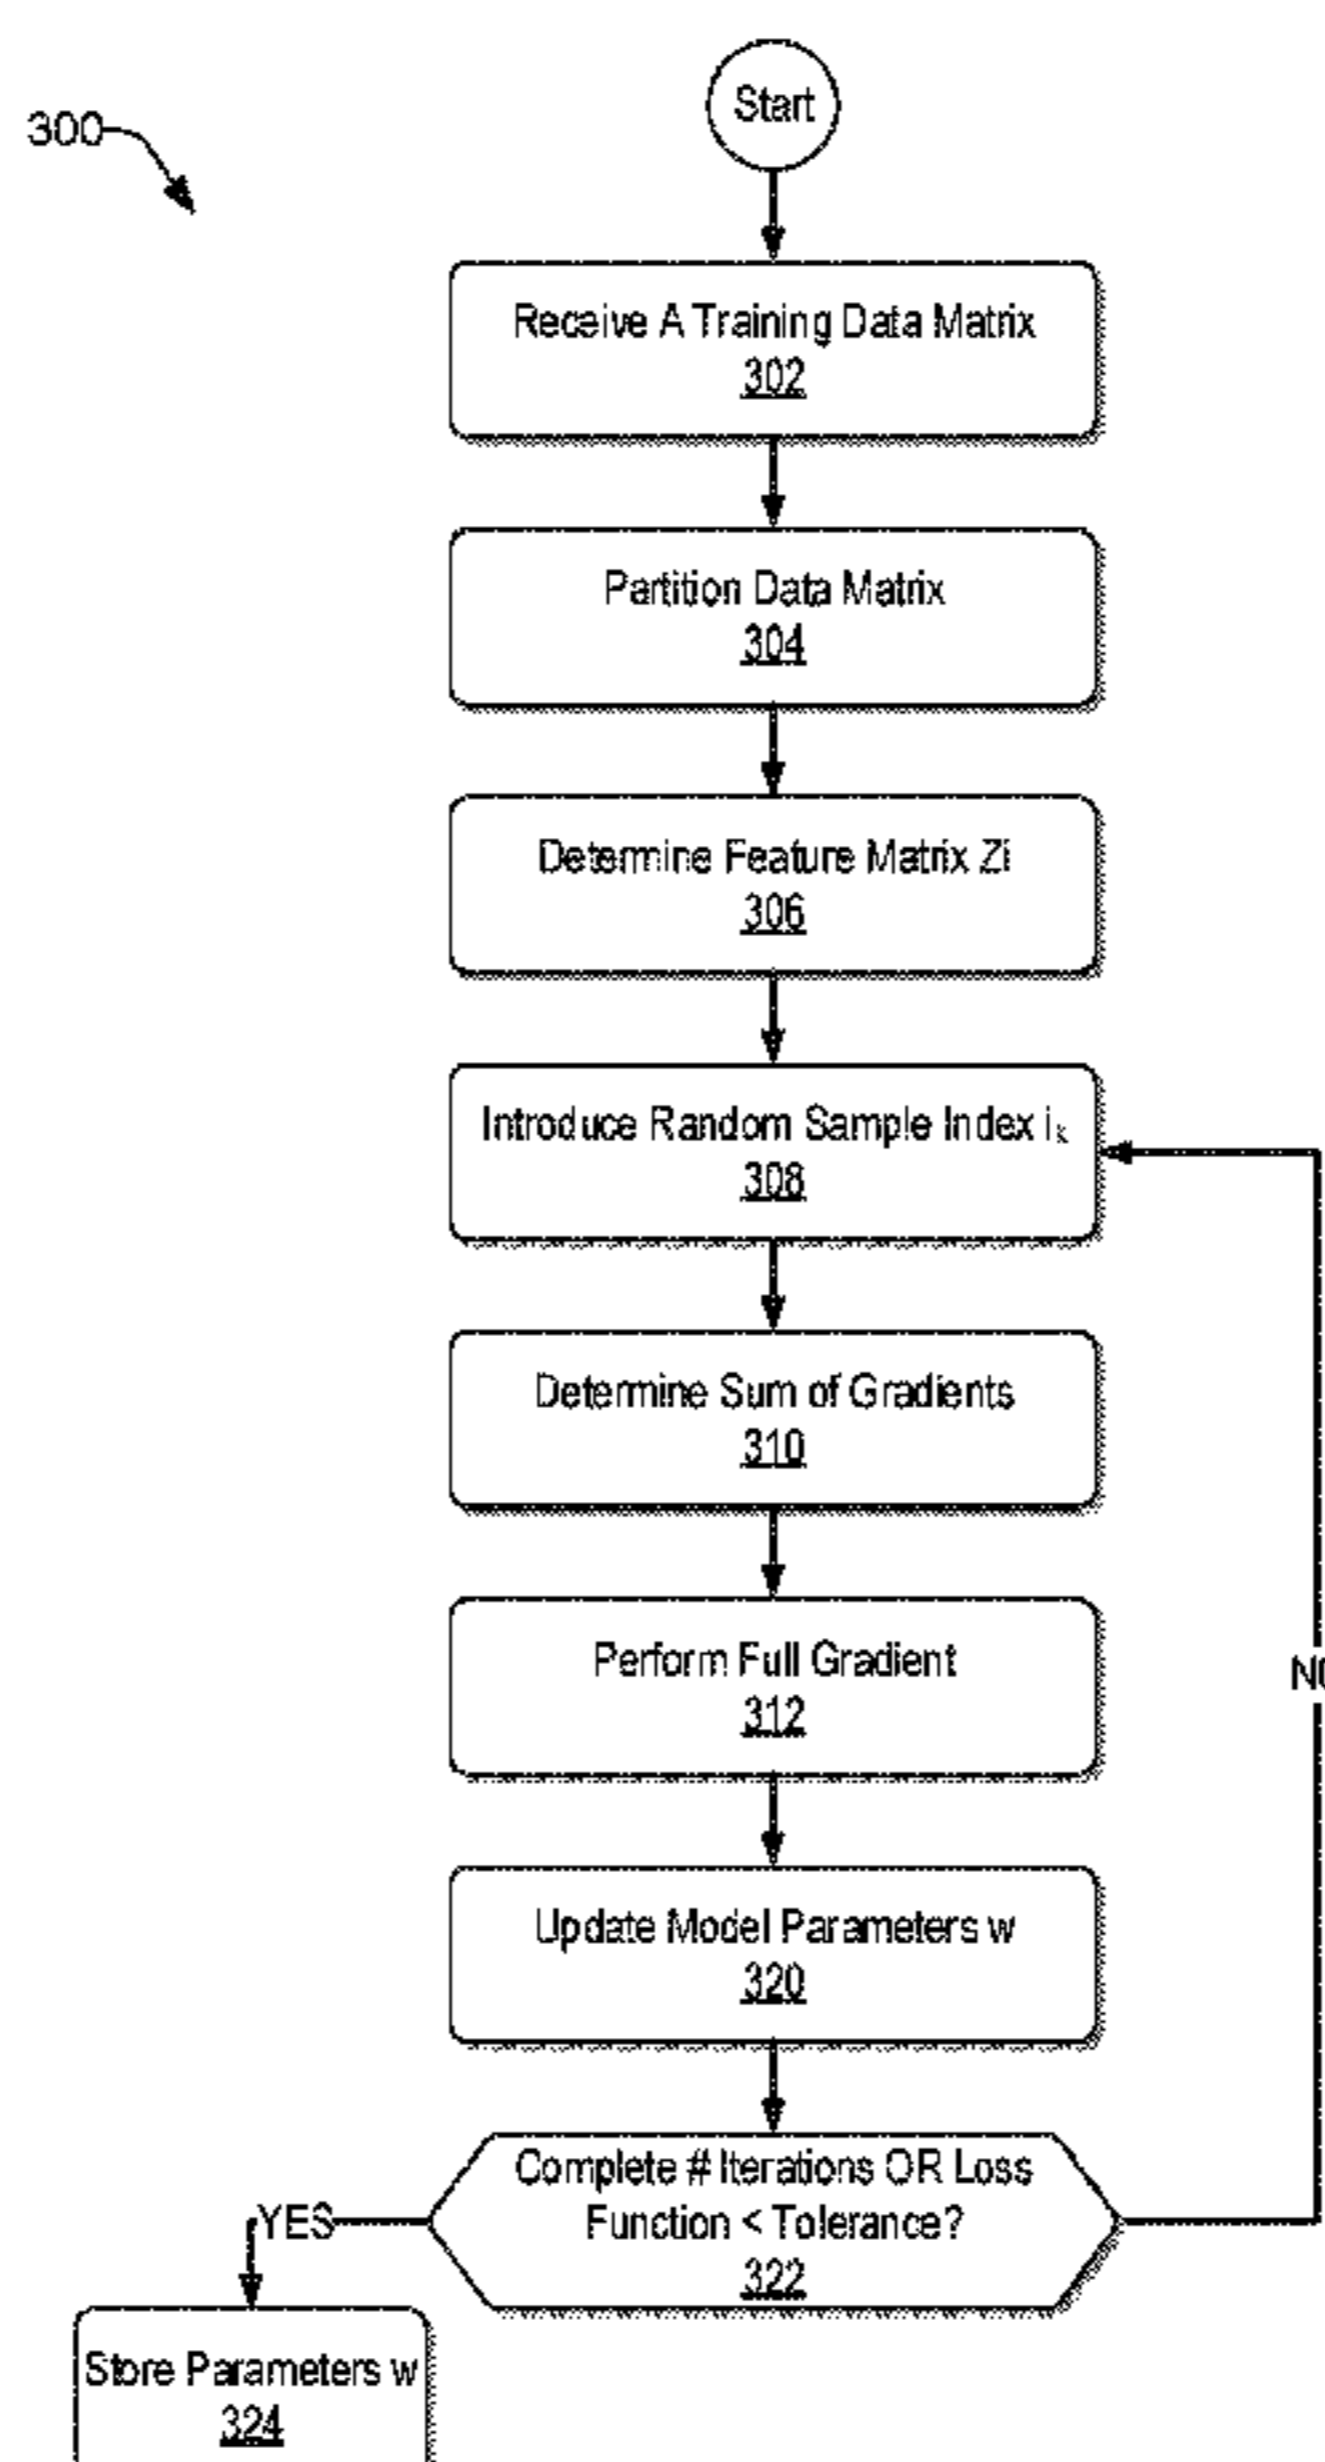 300
Start
Receive A Training Data Matrix
302
Partition Data Matrix
304
Determine Feature Matrix Zi
306
Introduce Random Sample Index iₖ
308
Determine Sum of Gradients
310
Perform Full Gradient
312
NO
Update Model Parameters w
320
Complete # Iterations OR Loss
Function < Tolerance?
322
YES
Store Parameters w
324